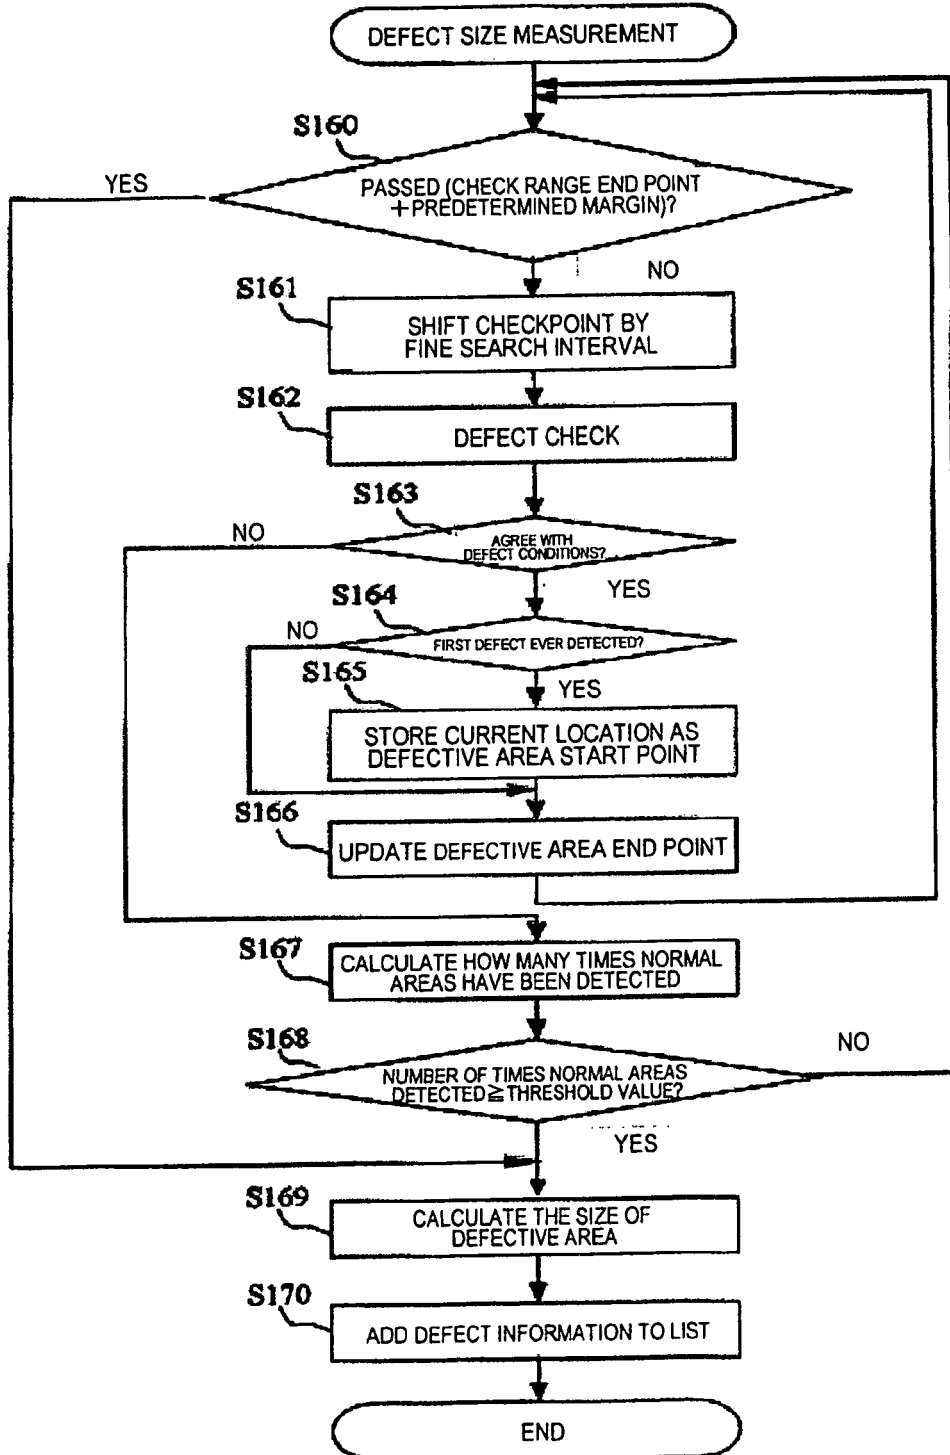 DEFECT SIZE MEASUREMENT
S160
YES
PASSED (CHECK RANGE END POINT
+PREDETERMINED MARGIN)?
NO
S161
SHIFT CHECKPOINT BY
FINE SEARCH INTERVAL
S162
DEFECT CHECK
S163
NO
AGREE WITH
DEFECT CONDITIONS?
YES
S164
NO
FIRST DEFECT EVER DETECTED?
S165
YES
STORE CURRENT LOCATION AS
DEFECTIVE AREA START POINT
S166
UPDATE DEFECTIVE AREA END POINT
S167
CALCULATE HOW MANY TIMES NORMAL
AREAS HAVE BEEN DETECTED
S168
NO
NUMBER OF TIMES NORMAL AREAS
DETECTED≧THRESHOLD VALUE?
YES
S169
CALCULATE THE SIZE OF
DEFECTIVE AREA
S170
ADD DEFECT INFORMATION TO LIST
END